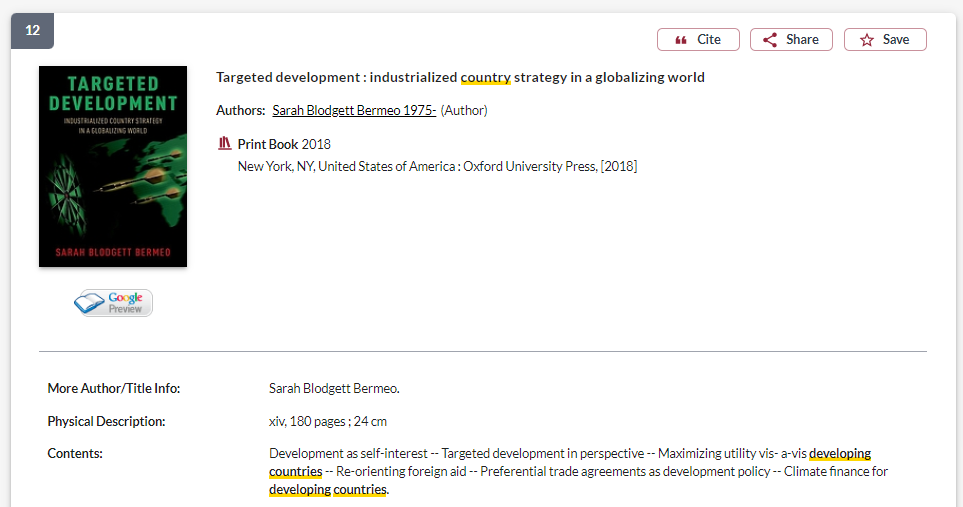 12
Cite
Share
Save
TARGETED
DEVELOPMENT
INDUSTRIALIZED COUNTRY STRATEGY
IN A GLOBALIZING WORLD
SARAH BLODGETT BERMEO
Google
Preview
Targeted development : industrialized country strategy in a globalizing world
Authors: Sarah Blodgett Bermeo 1975- (Author)
Print Book 2018
New York, NY, United States of America : Oxford University Press, [2018]
More Author/Title Info: Sarah Blodgett Bermeo.
Physical Description: xiv, 180 pages ; 24 cm
Contents: Development as self-interest -- Targeted development in perspective -- Maximizing utility vis- a-vis developing
countries -- Re-orienting foreign aid -- Preferential trade agreements as development policy -- Climate finance for
developing countries.